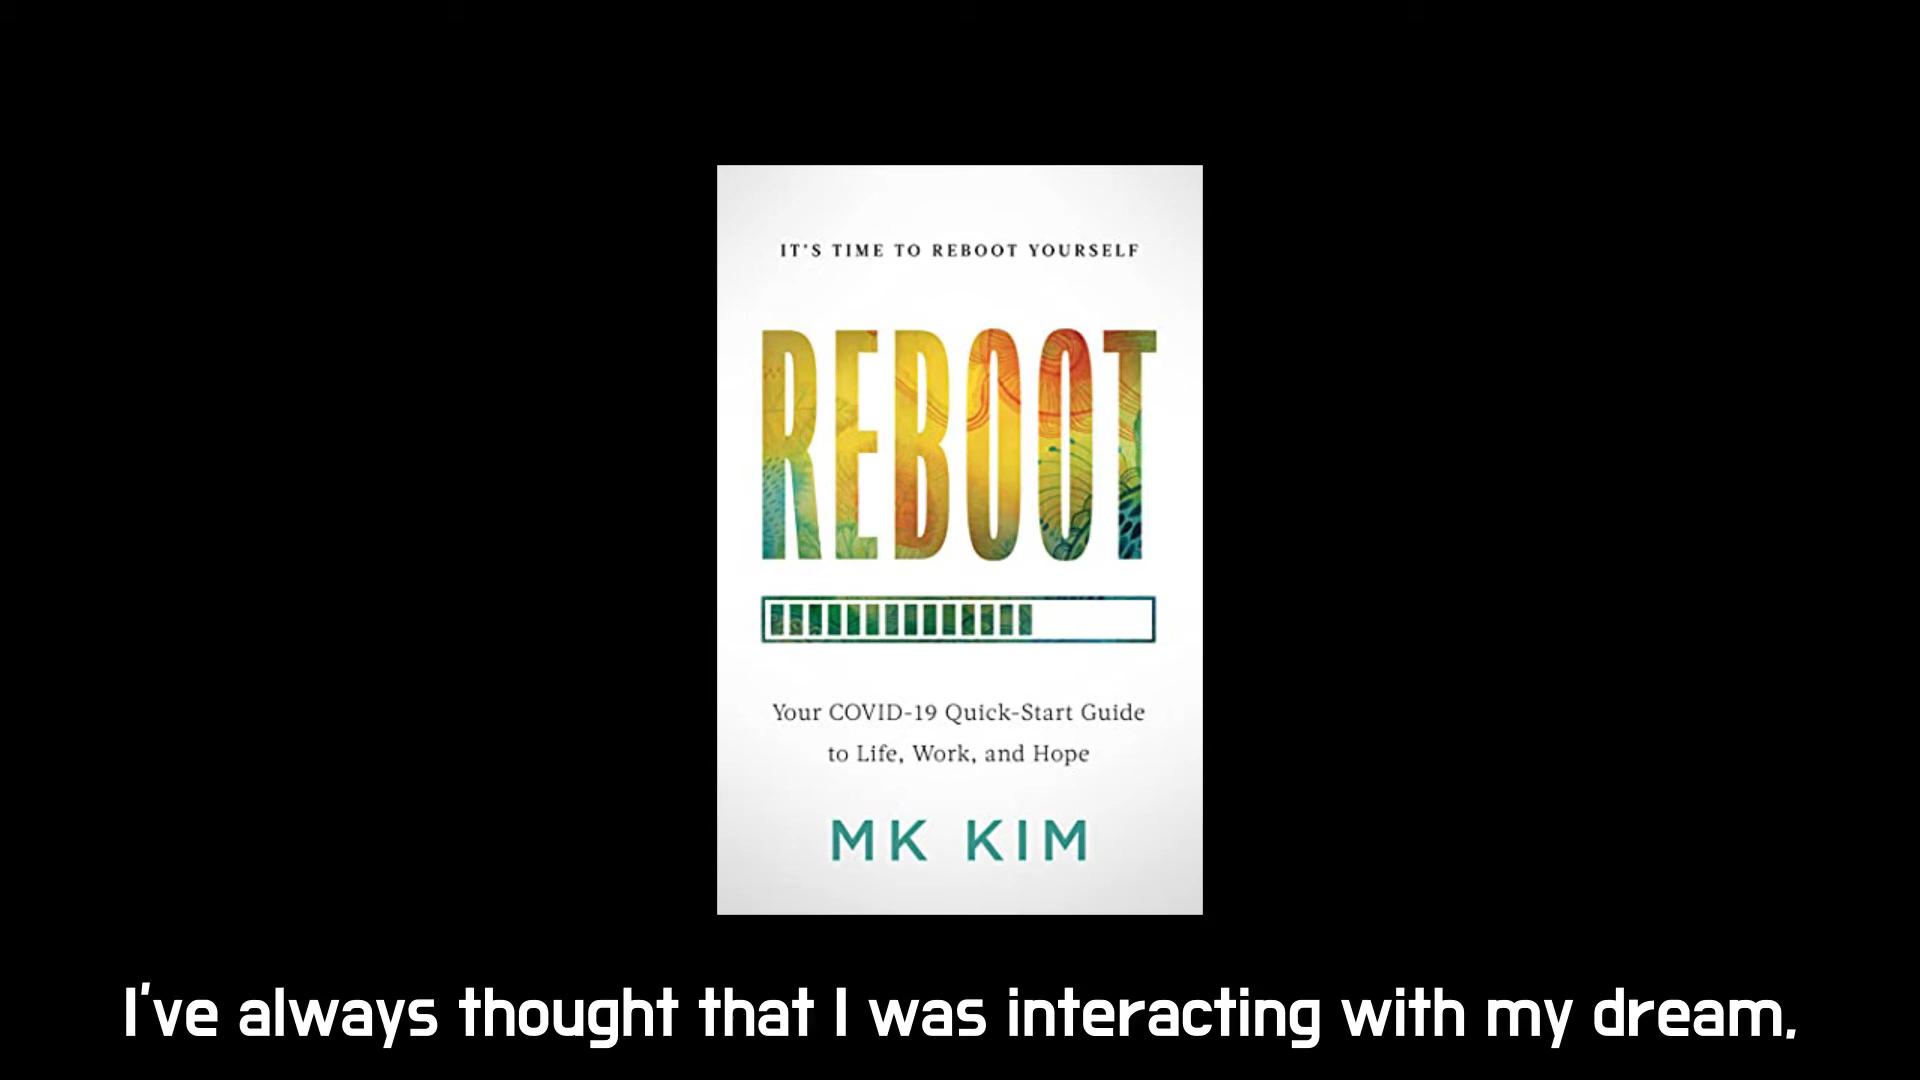 IT'S TIME TO REBOOT YOURSELF
REBOOT
Your COVID-19 Quick-Start Guide
to Life, Work, and Hope
MK KIM
I've always thought that I was interacting with my dream,